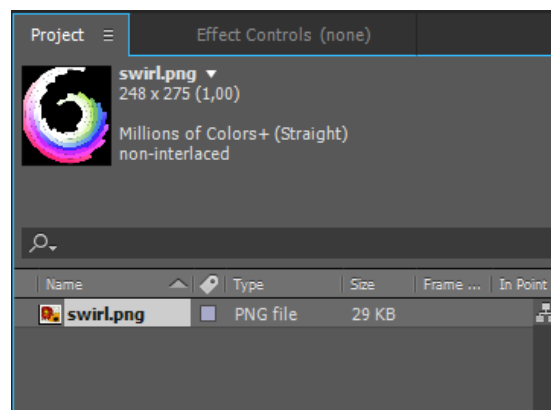 Project Effect Controls (none)
swirl.png
248 x 275 (1,00)
Millions of Colors+ (Straight)
non-interlaced
Name Type Size Frame ... In Point
swirl.png PNG file 29 KB